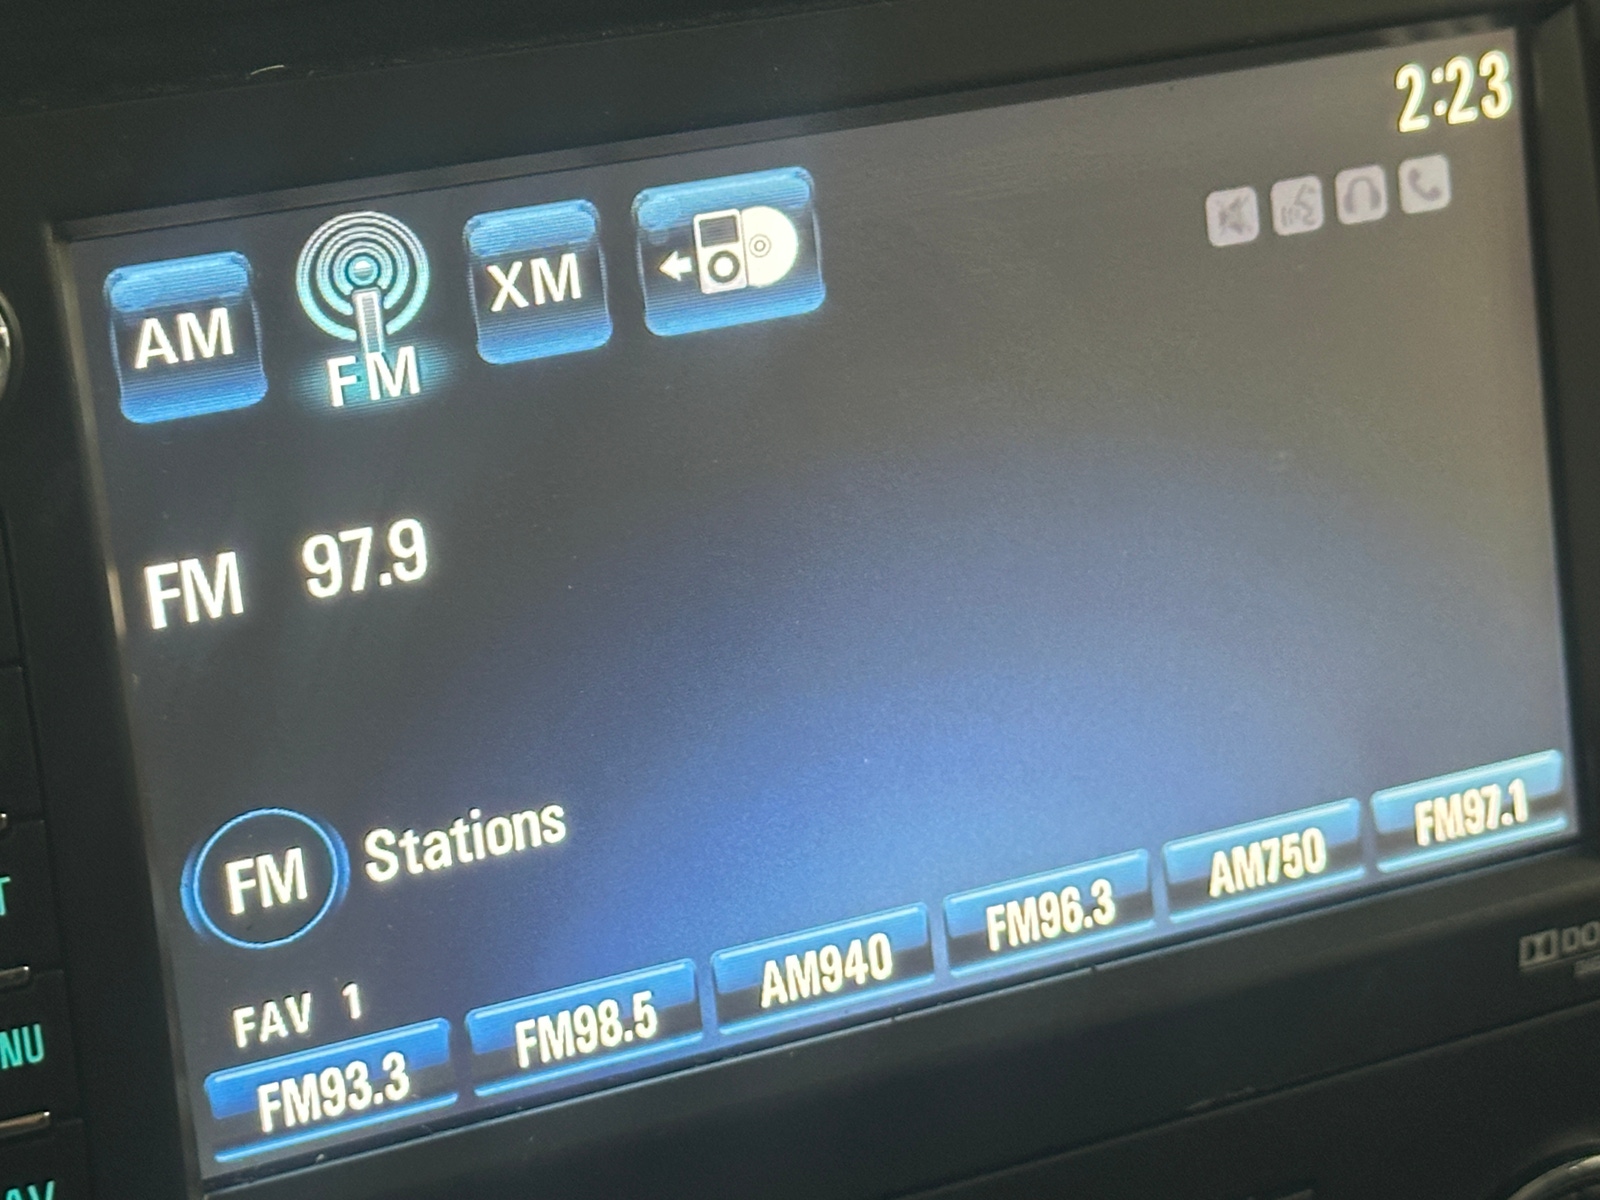 2:23
AM
FM
XM
FM 97.9
FM Stations
FAV 1
FM93.3
FM98.5
AM940
FM96.3
AM750
FM97.1
NU